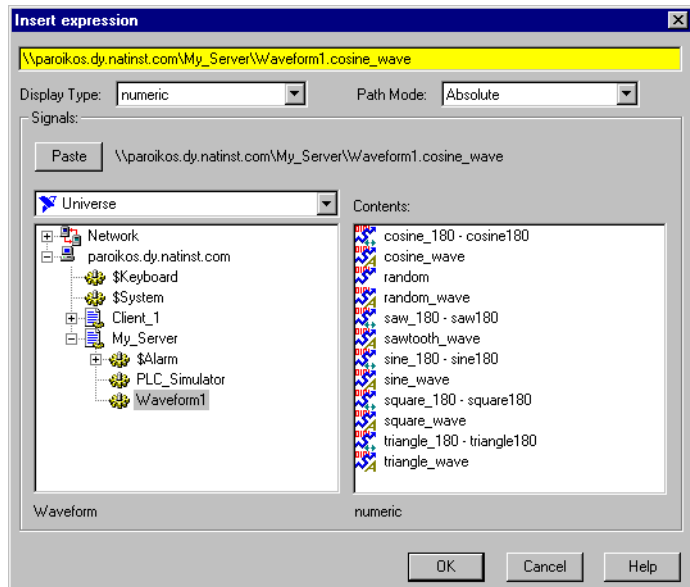 Insert expression
\\paroikos.dy.natinst.com\My_Server\Waveform1.cosine_wave
Display Type: numeric Path Mode: Absolute
Signals:
Paste \\paroikos.dy.natinst.com\My_Server\Waveform1.cosine_wave
Universe
Contents:
Network
paroikos.dy.natinst.com
$Keyboard
$System
Client_1
My_Server
$Alarm
PLC_Simulator
Waveform1
cosine_180 - cosine180
cosine_wave
random
random_wave
saw_180 - saw180
sawtooth_wave
sine_180 - sine180
sine_wave
square_180 - square180
square_wave
triangle_180 - triangle180
triangle_wave
Waveform
numeric
OK Cancel Help